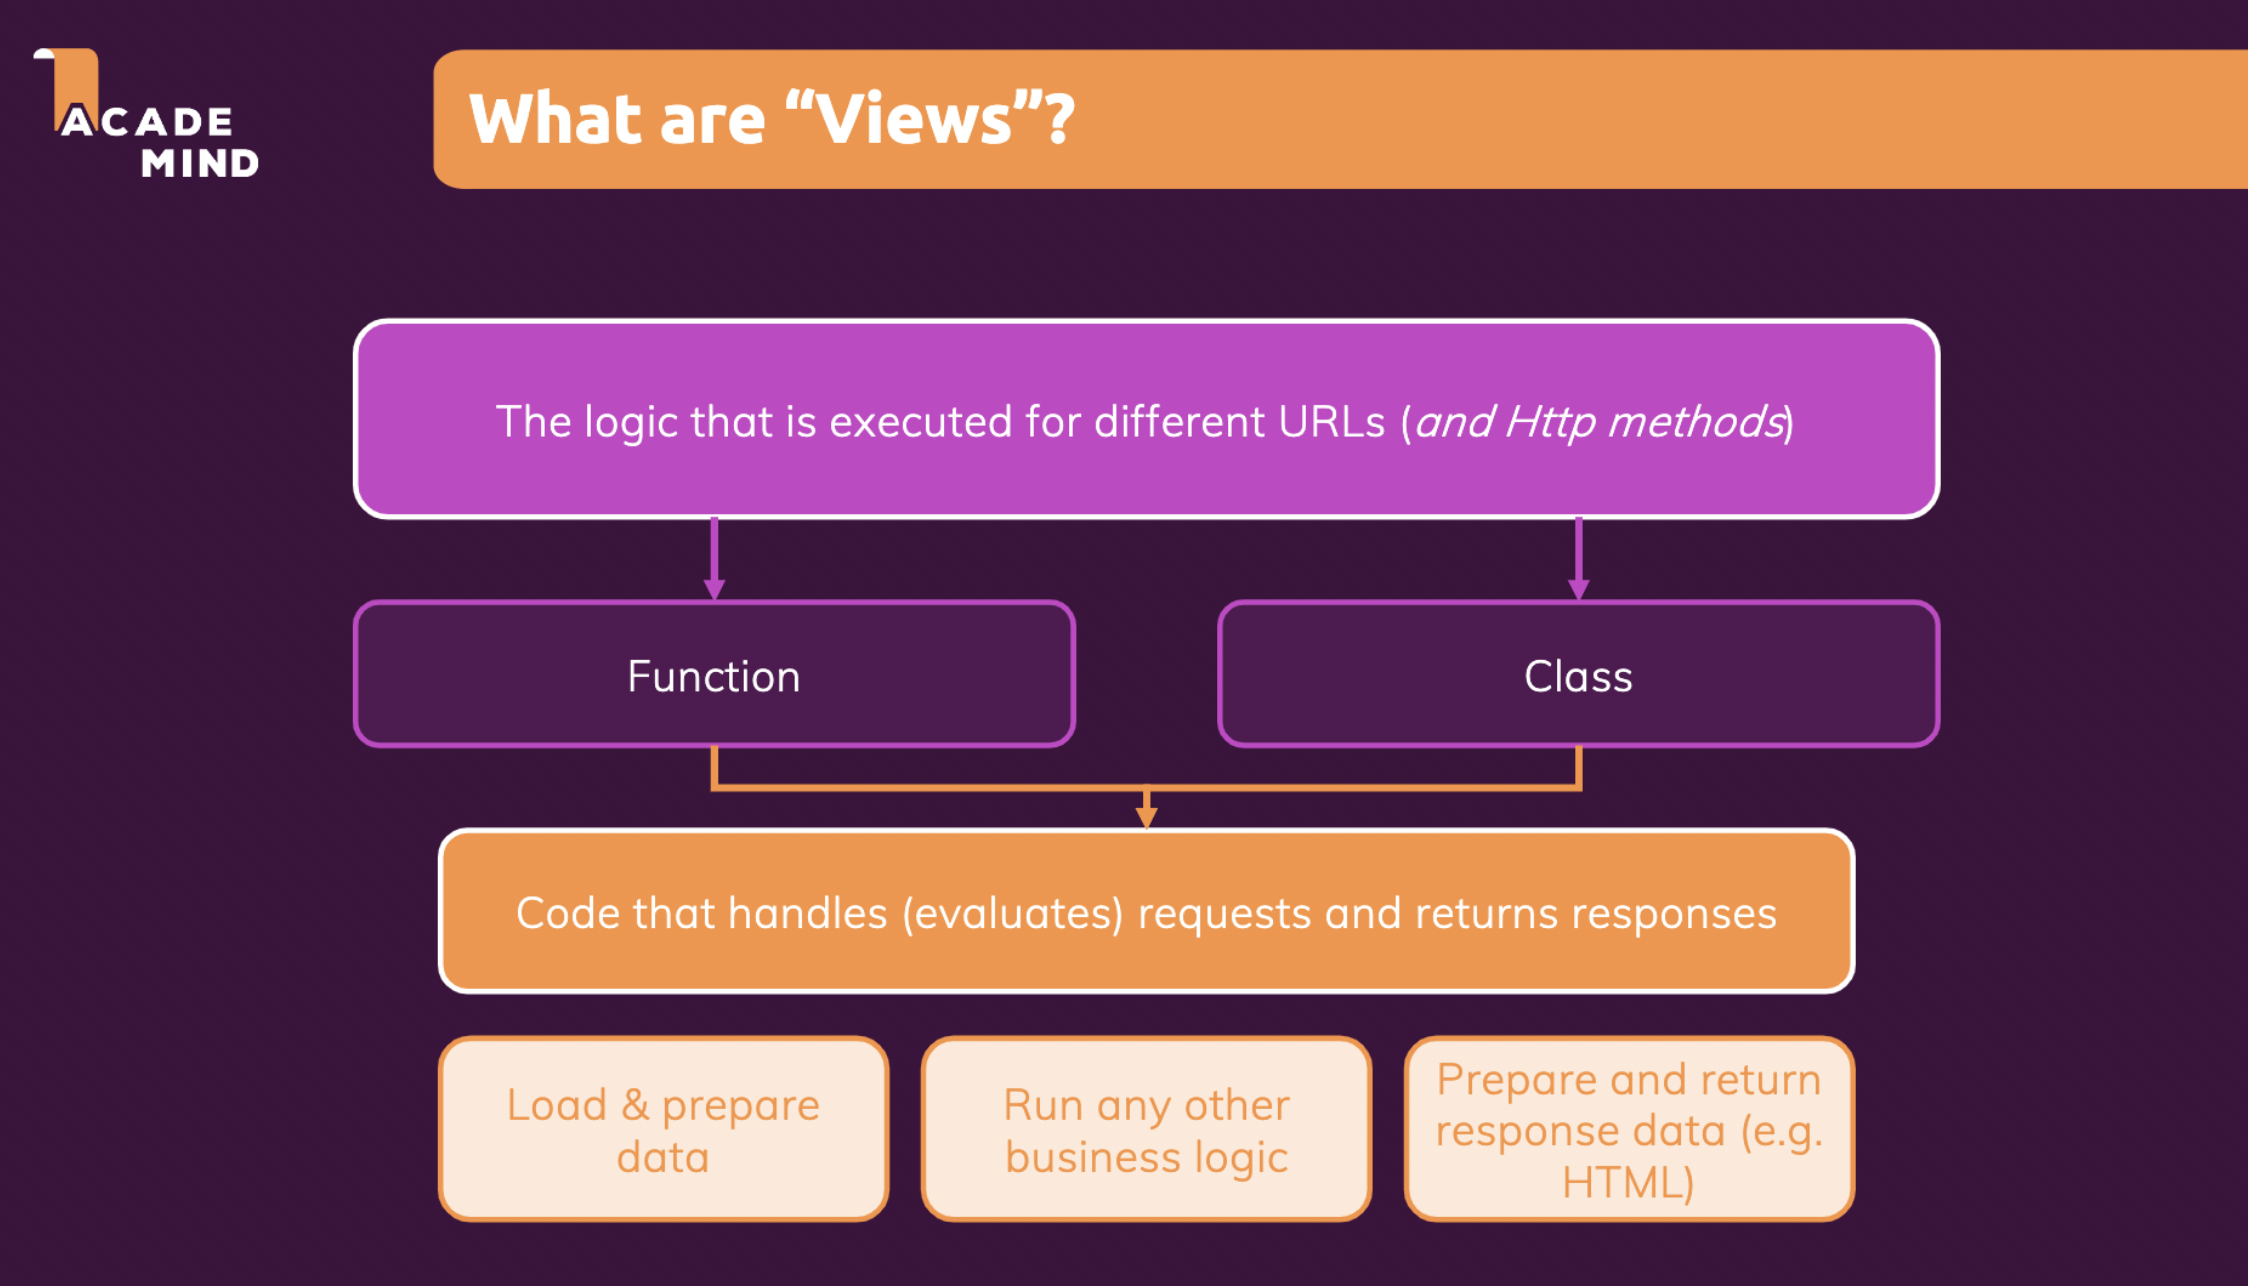 ACADE
MIND
What are “Views”?
The logic that is executed for different URLs (and Http methods)
Function
Class
Code that handles (evaluates) requests and returns responses
Load & prepare
data
Run any other
business logic
Prepare and return
response data (e.g.
HTML)